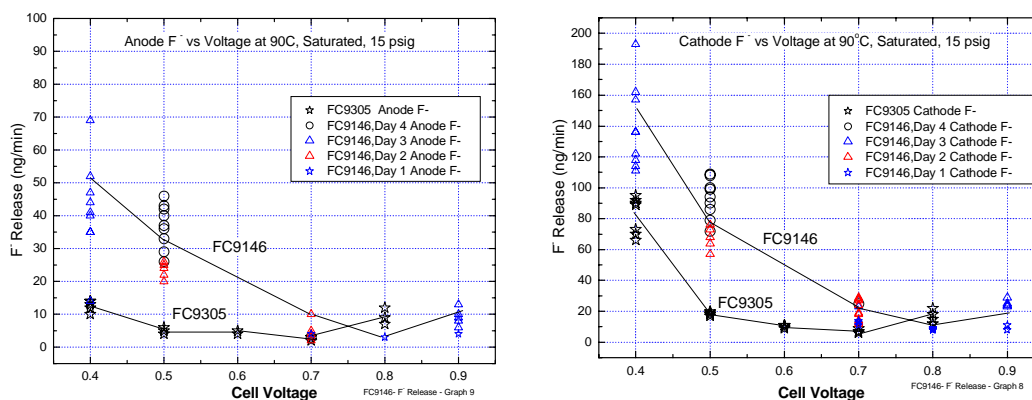 Anode F⁻ vs Voltage at 90C, Saturated, 15 psig
F⁻ Release (ng/min)
100
90
80
70
60
50
40
30
20
10
0
FC9305 Anode F-
FC9146,Day 4 Anode F-
FC9146,Day 3 Anode F-
FC9146,Day 2 Anode F-
FC9146,Day 1 Anode F-
FC9146
FC9305
0.4 0.5 0.6 0.7 0.8 0.9
Cell Voltage
FC9146- F⁻ Release - Graph 9
Cathode F⁻ vs Voltage at 90°C, Saturated, 15 psig
F⁻ Release (ng/min)
200
180
160
140
120
100
80
60
40
20
0
FC9305 Cathode F-
FC9146,Day 4 Cathode F-
FC9146,Day 3 Cathode F-
FC9146,Day 2 Cathode F-
FC9146,Day 1 Cathode F-
FC9146
FC9305
0.4 0.5 0.6 0.7 0.8 0.9
Cell Voltage
FC9146- F⁻ Release - Graph 8